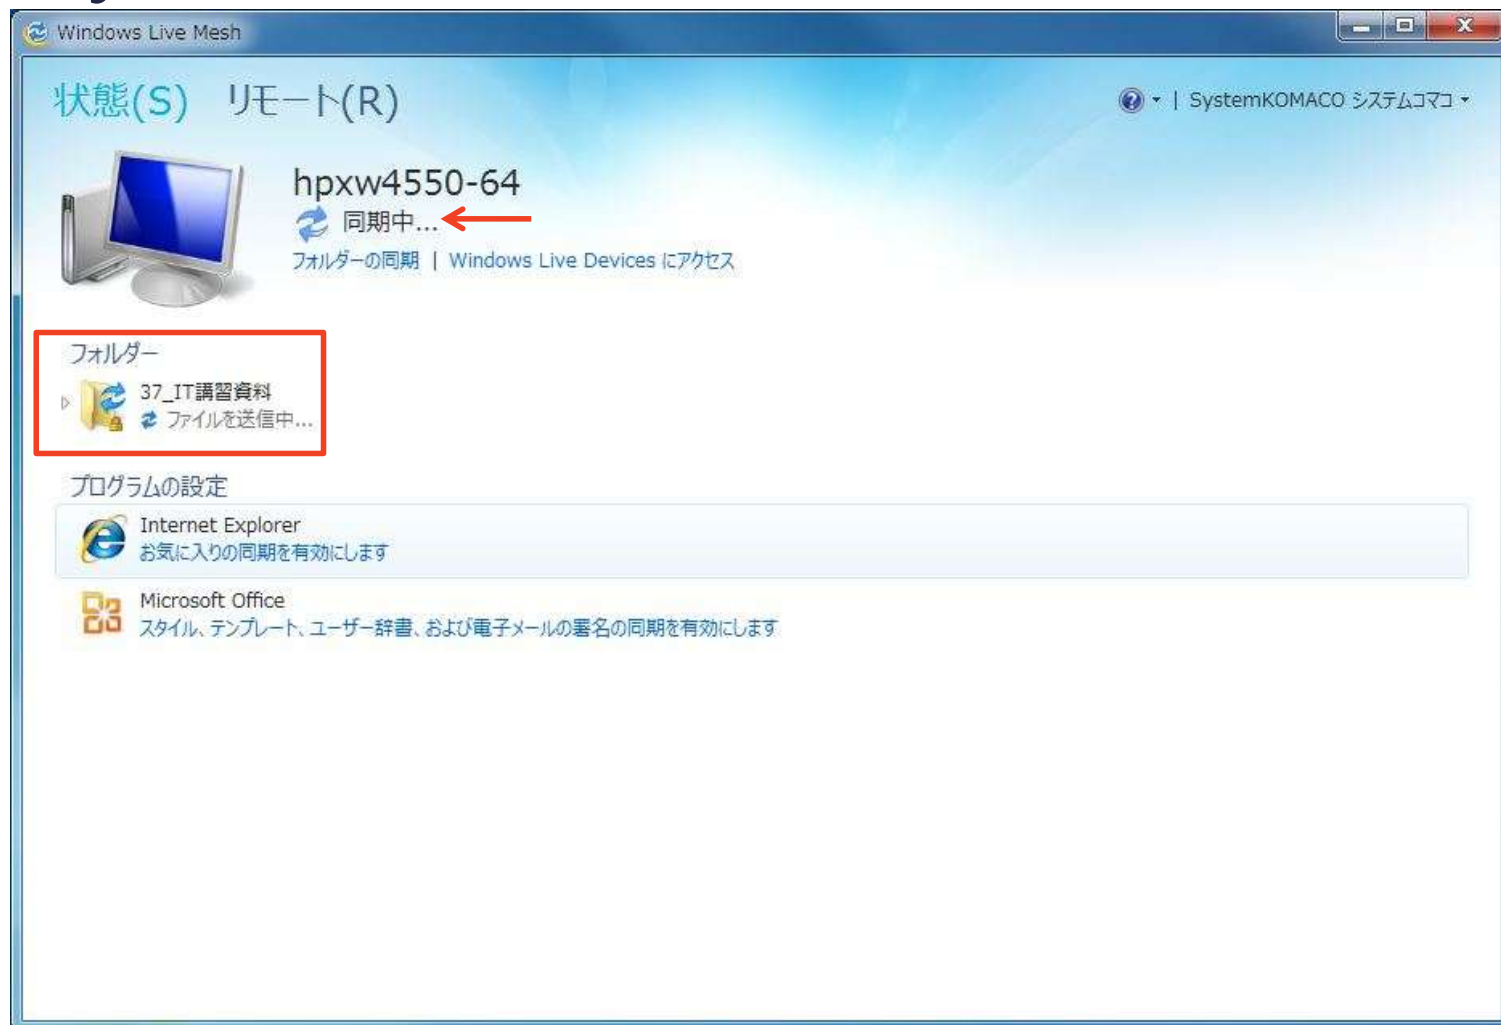 Windows Live Mesh
状態(S) リモート(R)
SystemKOMACO システムコマコ
hpxw4550-64
同期中...
フォルダーの同期 | Windows Live Devices にアクセス
フォルダー
37_IT講習資料
ファイルを送信中...
プログラムの設定
Internet Explorer
お気に入りの同期を有効にします
Microsoft Office
スタイル、テンプレート、ユーザー辞書、および電子メールの署名の同期を有効にします